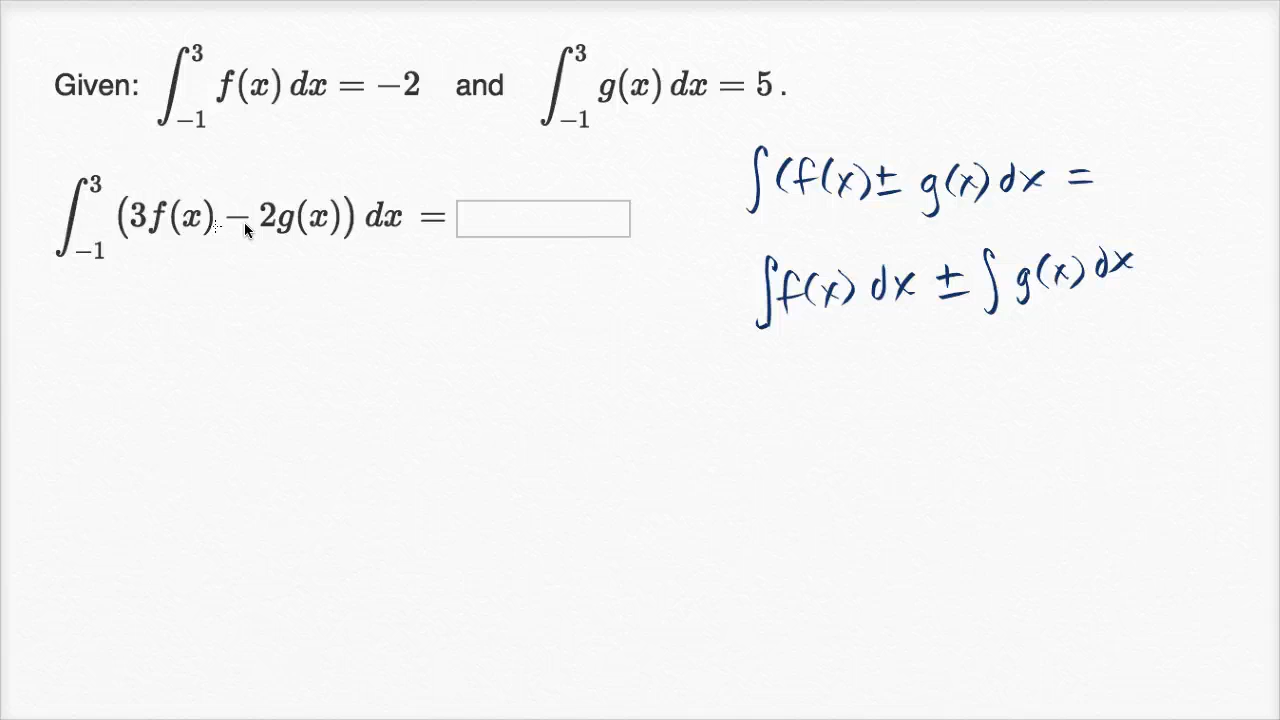 Given: ∫_{-1}^{3} f(x) dx = −2 and ∫_{-1}^{3} g(x) dx = 5 .
∫_{-1}^{3} (3f(x) − 2g(x)) dx =
∫(f(x) ± g(x) dx =
∫f(x) dx ± ∫ g(x) dx